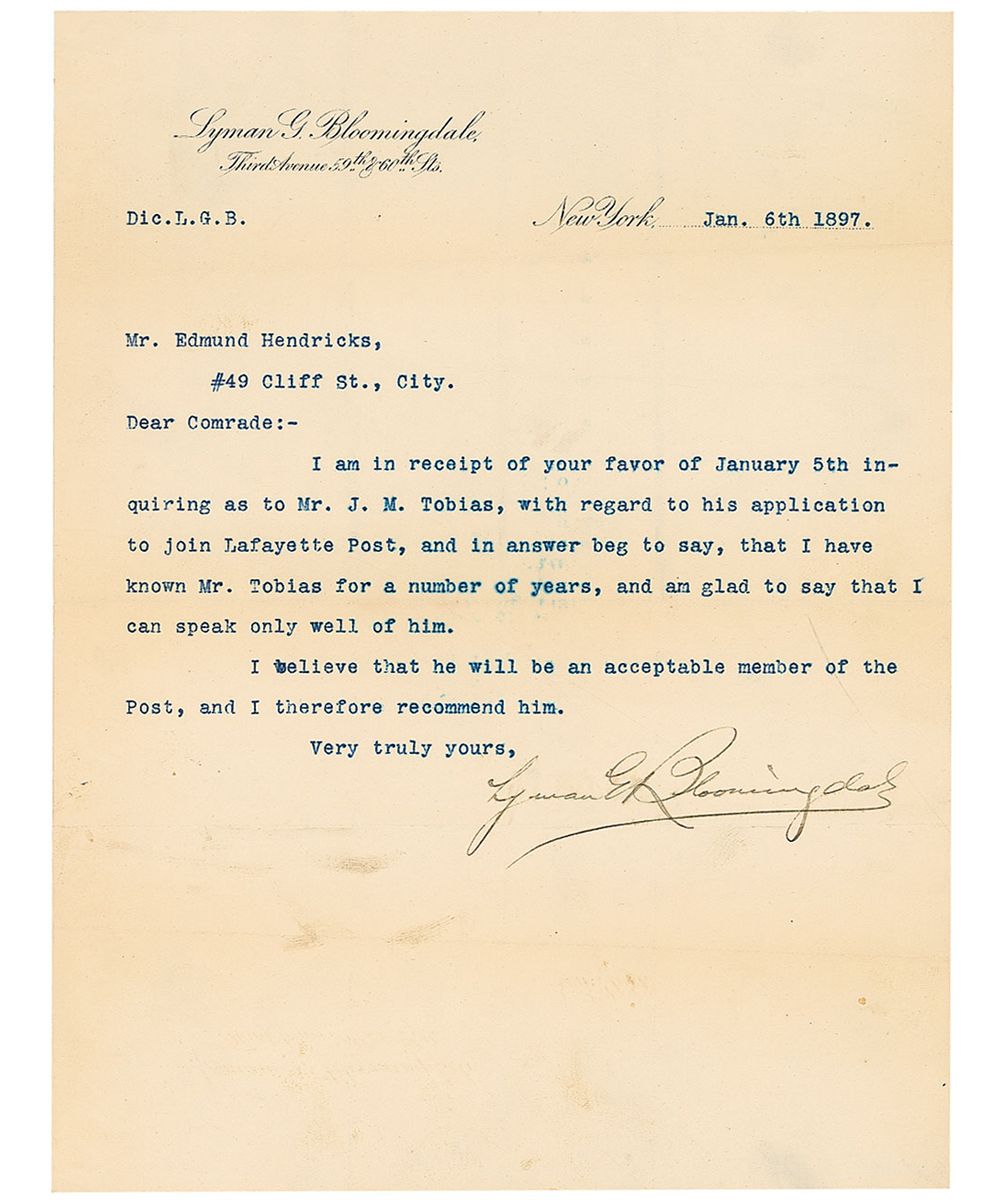 Lyman G. Bloomingdale,
Third Avenue 59th & 60th Sts.
Dic.L.G.B.
New York, Jan. 6th 1897.
Mr. Edmund Hendricks,
#49 Cliff St., City.
Dear Comrade:-
I am in receipt of your favor of January 5th in-
quiring as to Mr. J. M. Tobias, with regard to his application
to join Lafayette Post, and in answer beg to say, that I have
known Mr. Tobias for a number of years, and am glad to say that I
can speak only well of him.
I believe that he will be an acceptable member of the
Post, and I therefore recommend him.
Very truly yours,
Lyman G Bloomingdale